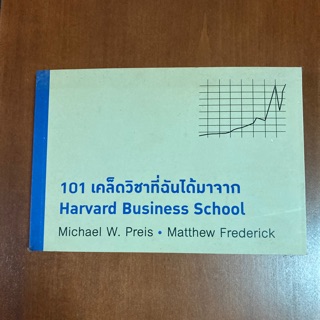 101 เคล็ดวิชาที่ฉันได้มาจาก
Harvard Business School
Michael W. Preis • Matthew Frederick